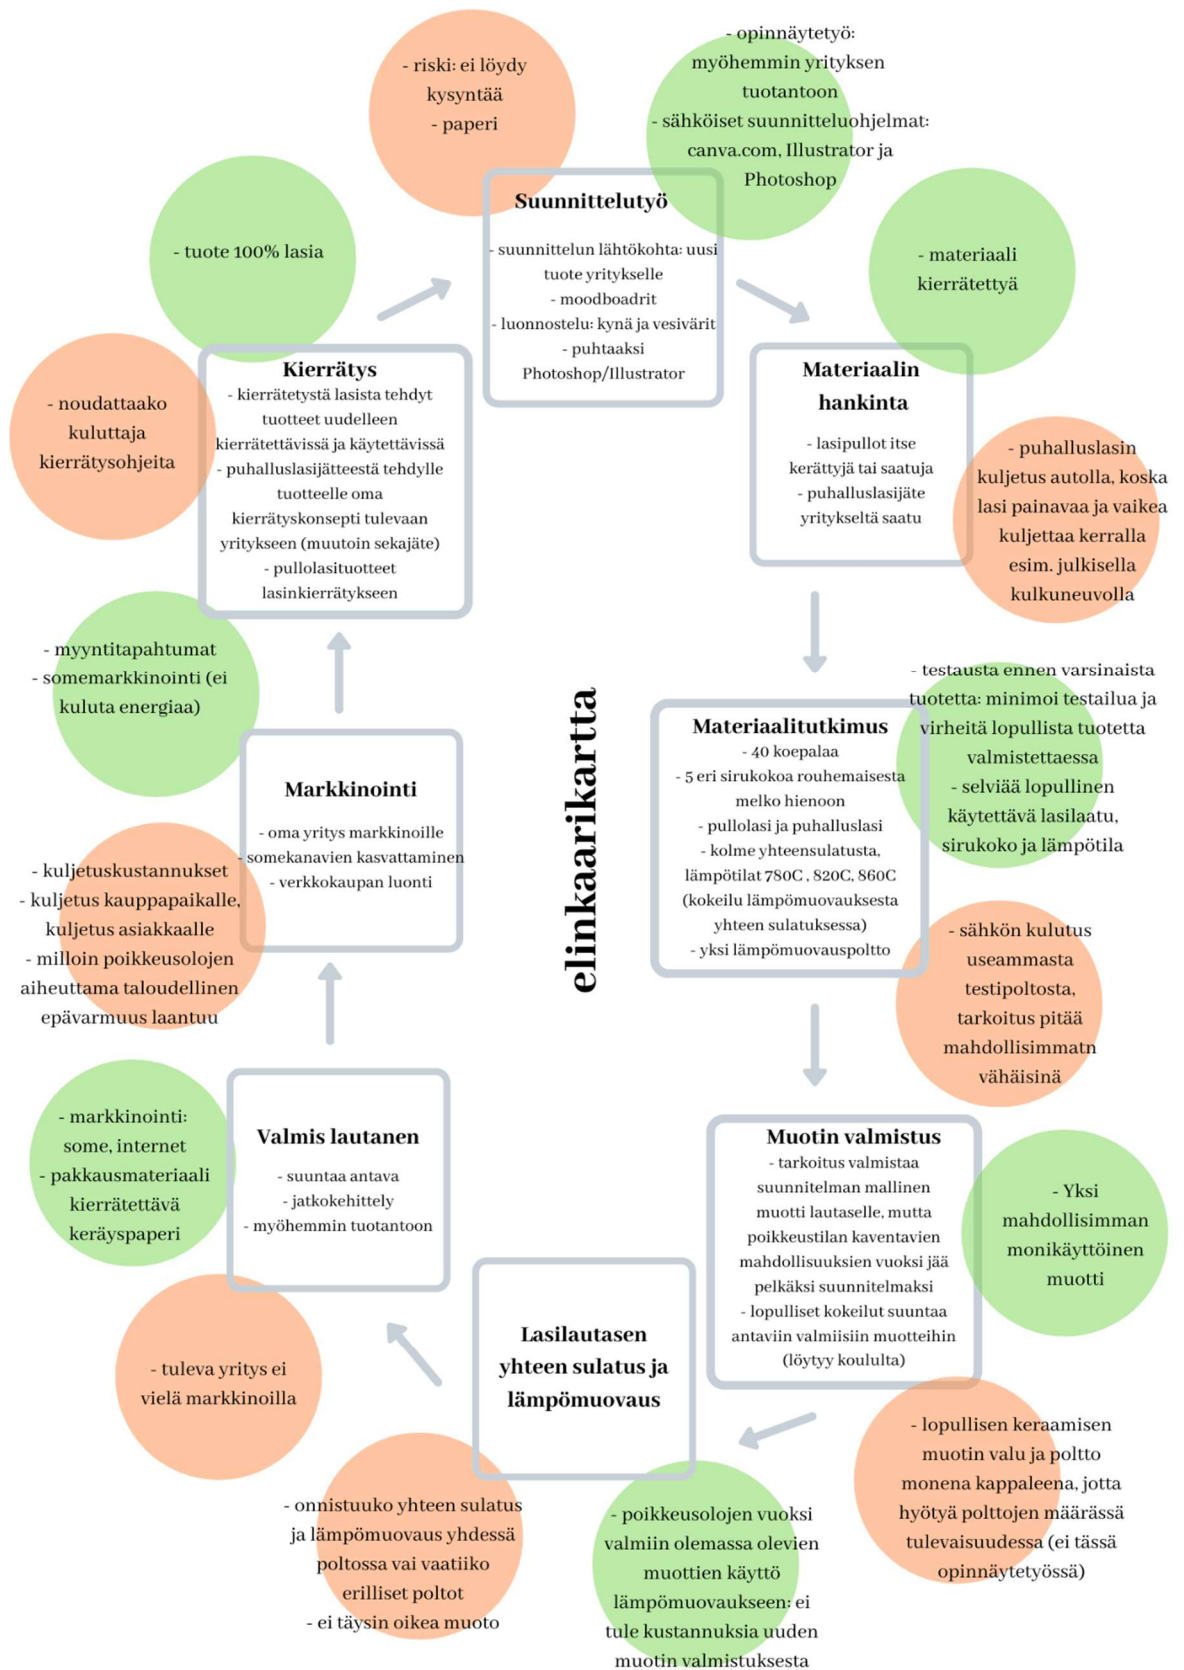 - riski: ei löydy
kysyntää
- paperi
- opinnäytetyö:
myöhemmin yrityksen
tuotantoon
- sähköiset suunnitteluohjelmat:
canva.com, Illustrator ja
Photoshop
Suunnittelutyö
- suunnittelun lähtökohta: uusi
tuote yritykselle
- moodboadrit
- luonnostelu: kynä ja vesivärit
- puhtaaksi
Photoshop/Illustrator
- materiaali
kierrätettyä
Materiaalin
hankinta
- lasipullot itse
kerättyjä tai saatuja
- puhalluslasijäte
yritykseltä saatu
- puhalluslasin
kuljetus autolla, koska
lasi painavaa ja vaikea
kuljettaa kerralla
esim. julkisella
kulkuneuvolla
- testausta ennen varsinaista
tuotetta: minimoi testailua ja
virheitä lopullista tuotetta
valmistettaessa
- selviää lopullinen
käytettävä lasilaatu,
sirukoko ja lämpötila
Materiaalitutkimus
- 40 koepalaa
- 5 eri sirukokoa rouhemaisesta
melko hienoon
- pullolasi ja puhalluslasi
- kolme yhteensulatusta,
lämpötilat 780C , 820C, 860C
(kokeilu lämpömuovauksesta
yhteen sulatuksessa)
- yksi lämpömuovauspoltto
- sähkön kulutus
useammasta
testipoltosta,
tarkoitus pitää
mahdollisimmatn
vähäisinä
Muotin valmistus
- tarkoitus valmistaa
suunnitelman mallinen
muotti lautaselle, mutta
poikkeustilan kaventavien
mahdollisuuksien vuoksi jää
pelkäksi suunnitelmaksi
- lopulliset kokeilut suuntaa
antaviin valmiisiin muotteihin
(löytyy koululta)
- Yksi
mahdollisimman
monikäyttöinen
muotti
- lopullisen keraamisen
muotin valu ja poltto
monena kappaleena, jotta
hyötyä polttojen määrässä
tulevaisuudessa (ei tässä
opinnäytetyössä)
Lasilautasen
yhteen sulatus ja
lämpömuovaus
- poikkeusolojen vuoksi
valmiin olemassa olevien
muottien käyttö
lämpömuovaukseen: ei
tule kustannuksia uuden
muotin valmistuksesta
- onnistuuko yhteen sulatus
ja lämpömuovaus yhdessä
poltossa vai vaatiiko
erilliset poltot
- ei täysin oikea muoto
Valmis lautanen
- suuntaa antava
- jatkokehittely
- myöhemmin tuotantoon
- markkinointi:
some, internet
- pakkausmateriaali
kierrätettävä
keräyspaperi
- tuleva yritys ei
vielä markkinoilla
Markkinointi
- oma yritys markkinoille
- somekanavien kasvattaminen
- verkkokaupan luonti
- myyntitapahtumat
- somemarkkinointi (ei
kuluta energiaa)
- kuljetuskustannukset
- kuljetus kauppapaikalle,
kuljetus asiakkaalle
- milloin poikkeusolojen
aiheuttama taloudellinen
epävarmuus laantuu
Kierrätys
- kierrätetystä lasista tehdyt
tuotteet uudelleen
kierrätettävissä ja käytettävissä
- puhalluslasijätteestä tehdylle
tuotteelle oma
kierrätyskonsepti tulevaan
yritykseen (muutoin sekajäte)
- pullolasituotteet
lasinkierrätykseen
- tuote 100% lasia
- noudattaako
kuluttaja
kierrätysohjeita
elinkaarikartta